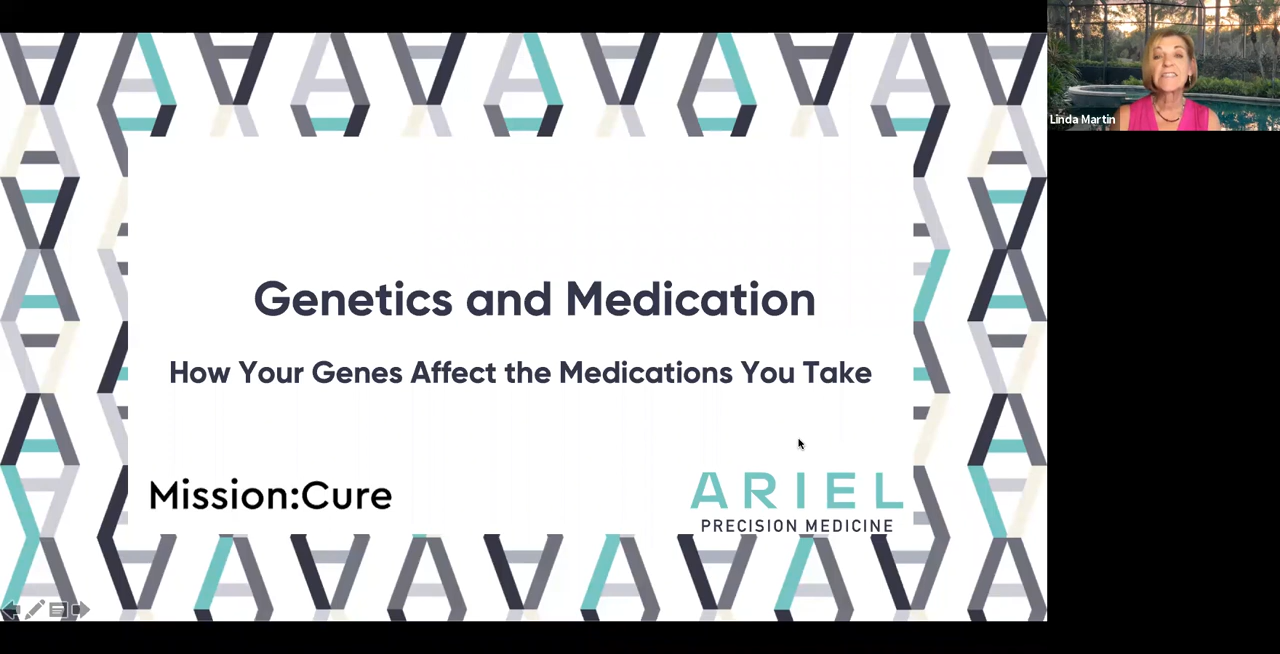 Linda Martin
Genetics and Medication
How Your Genes Affect the Medications You Take
Mission:Cure
ARIEL
PRECISION MEDICINE